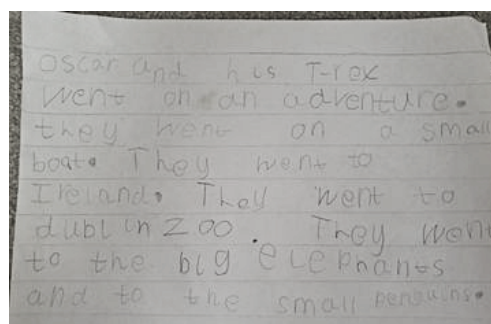 oscar and his T-rex
went on an adventure.
they went on a small
boat. They went to
Ireland. They went to
dublin zoo. They went
to the big elephants
and to the small penguins.